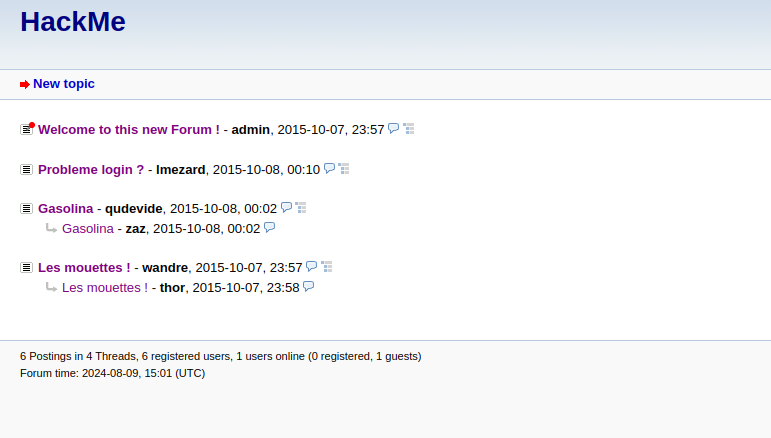 HackMe
New topic
Welcome to this new Forum ! - admin, 2015-10-07, 23:57
Probleme login ? - lmezard, 2015-10-08, 00:10
Gasolina - qudevide, 2015-10-08, 00:02
Gasolina - zaz, 2015-10-08, 00:02
Les mouettes ! - wandre, 2015-10-07, 23:57
Les mouettes ! - thor, 2015-10-07, 23:58
6 Postings in 4 Threads, 6 registered users, 1 users online (0 registered, 1 guests)
Forum time: 2024-08-09, 15:01 (UTC)